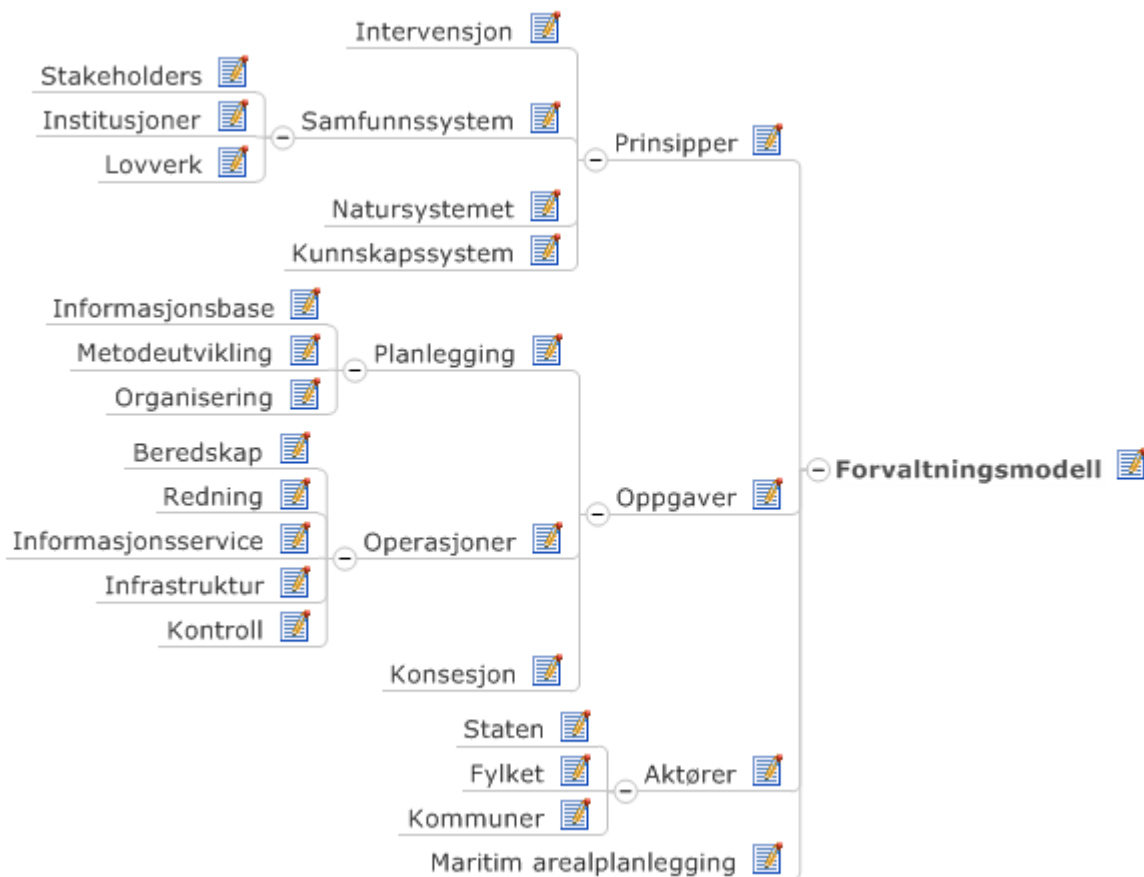 Intervensjon
Stakeholders
Institusjoner
Samfunnssystem
Lovverk
Prinsipper
Natursystemet
Kunnskapssystem
Informasjonsbase
Metodeutvikling
Planlegging
Organisering
Beredskap
Redning
Informasjonsservice
Operasjoner
Infrastruktur
Kontroll
Oppgaver
Forvaltningsmodell
Konsesjon
Staten
Fylket
Aktører
Kommuner
Maritim arealplanlegging